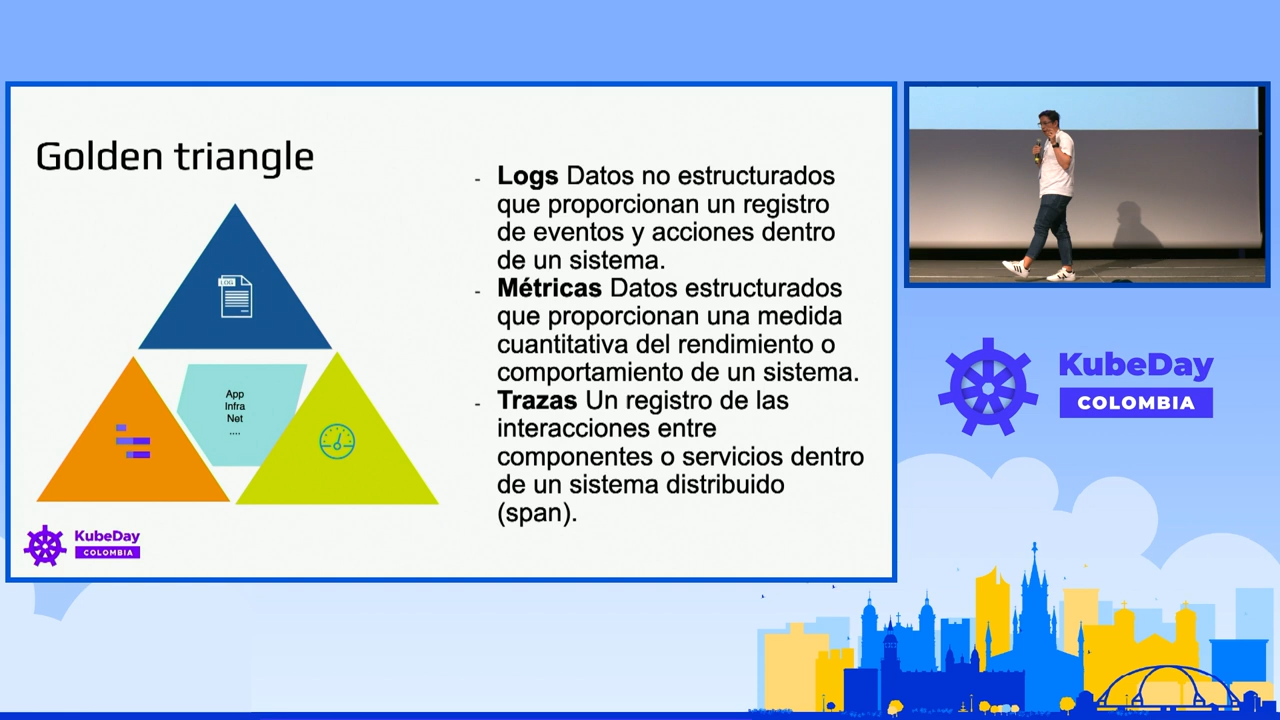 Golden triangle
LOG
App
Infra
Net
....
- Logs Datos no estructurados
que proporcionan un registro
de eventos y acciones dentro
de un sistema.
- Métricas Datos estructurados
que proporcionan una medida
cuantitativa del rendimiento o
comportamiento de un sistema.
- Trazas Un registro de las
interacciones entre
componentes o servicios dentro
de un sistema distribuido
(span).
KubeDay
COLOMBIA
KubeDay
COLOMBIA